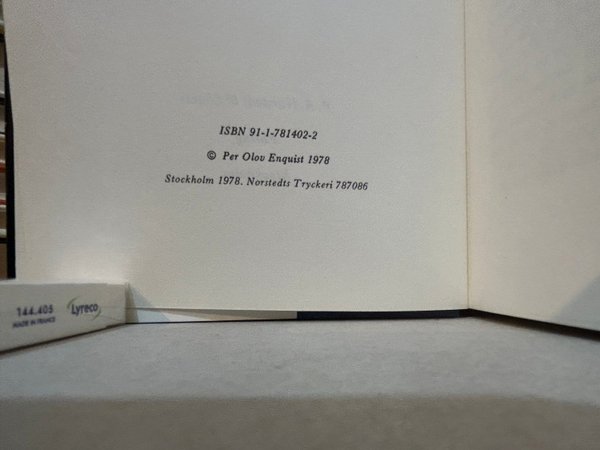 ISBN 91-1-781402-2
© Per Olov Enquist 1978
Stockholm 1978. Norstedts Tryckeri 787086
144.405
MADE IN FRANCE
Lyreco